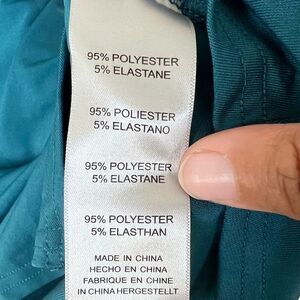 95% POLYESTER
5% ELASTANE
95% POLIESTER
5% ELASTANO
95% POLYESTER
5% ELASTANE
95% POLYESTER
5% ELASTHAN
MADE IN CHINA
HECHO EN CHINA
FABRIQUE EN CHINE
IN CHINA HERGESTELLT